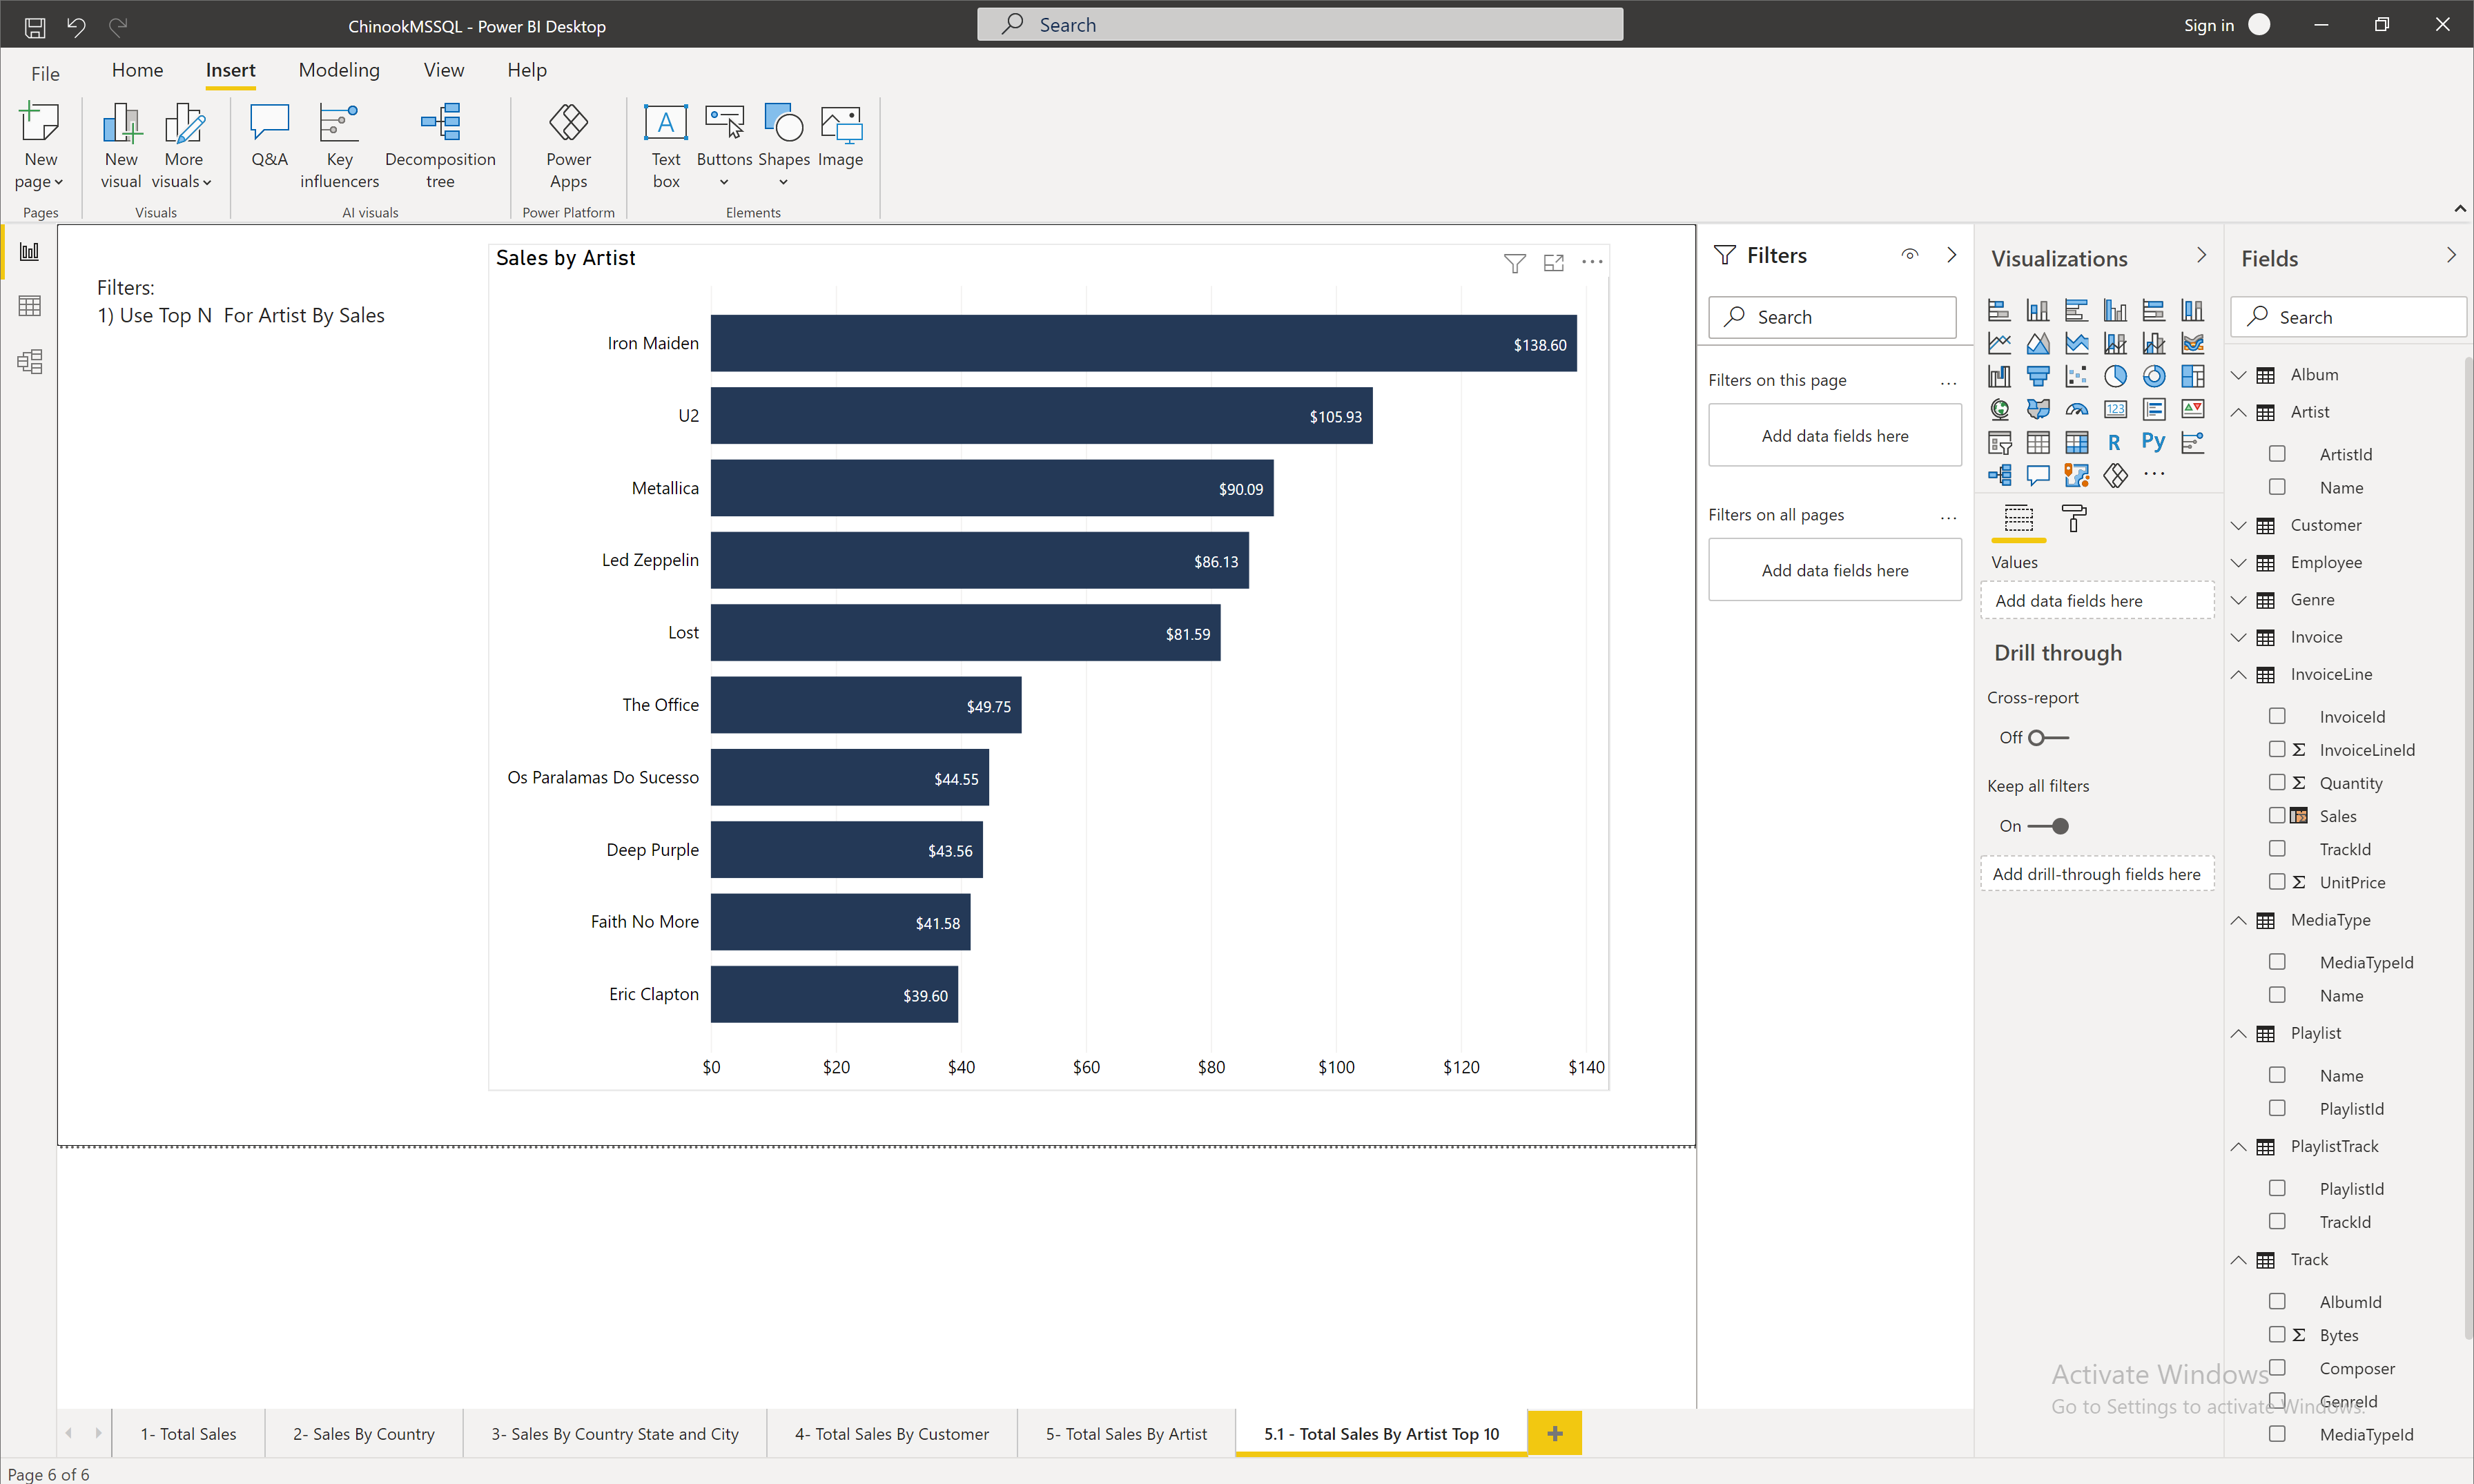 ChinookMSSQL - Power BI Desktop
Search
Sign in
File
Home
Insert
Modeling
View
Help
New page
New visual
More visuals
Q&A
Key influencers
Decomposition tree
Power Apps
Text box
Buttons
Shapes
Image
Pages
Visuals
AI visuals
Power Platform
Elements
Filters:
1) Use Top N  For Artist By Sales
Sales by Artist
Iron Maiden
$138.60
U2
$105.93
Metallica
$90.09
Led Zeppelin
$86.13
Lost
$81.59
The Office
$49.75
Os Paralamas Do Sucesso
$44.55
Deep Purple
$43.56
Faith No More
$41.58
Eric Clapton
$39.60
$0
$20
$40
$60
$80
$100
$120
$140
Filters
Search
Filters on this page
...
Add data fields here
Filters on all pages
...
Add data fields here
Visualizations
123
R
Py
...
Values
Add data fields here
Drill through
Cross-report
Off
Keep all filters
On
Add drill-through fields here
Fields
Search
Album
Artist
ArtistId
Name
Customer
Employee
Genre
Invoice
InvoiceLine
InvoiceId
Σ InvoiceLineId
Σ Quantity
Sales
TrackId
Σ UnitPrice
MediaType
MediaTypeId
Name
Playlist
Name
PlaylistId
PlaylistTrack
PlaylistId
TrackId
Track
AlbumId
Σ Bytes
Composer
GenreId
MediaTypeId
Activate Windows
Go to Settings to activate Windows.
1- Total Sales
2- Sales By Country
3- Sales By Country State and City
4- Total Sales By Customer
5- Total Sales By Artist
5.1 - Total Sales By Artist Top 10
Page 6 of 6